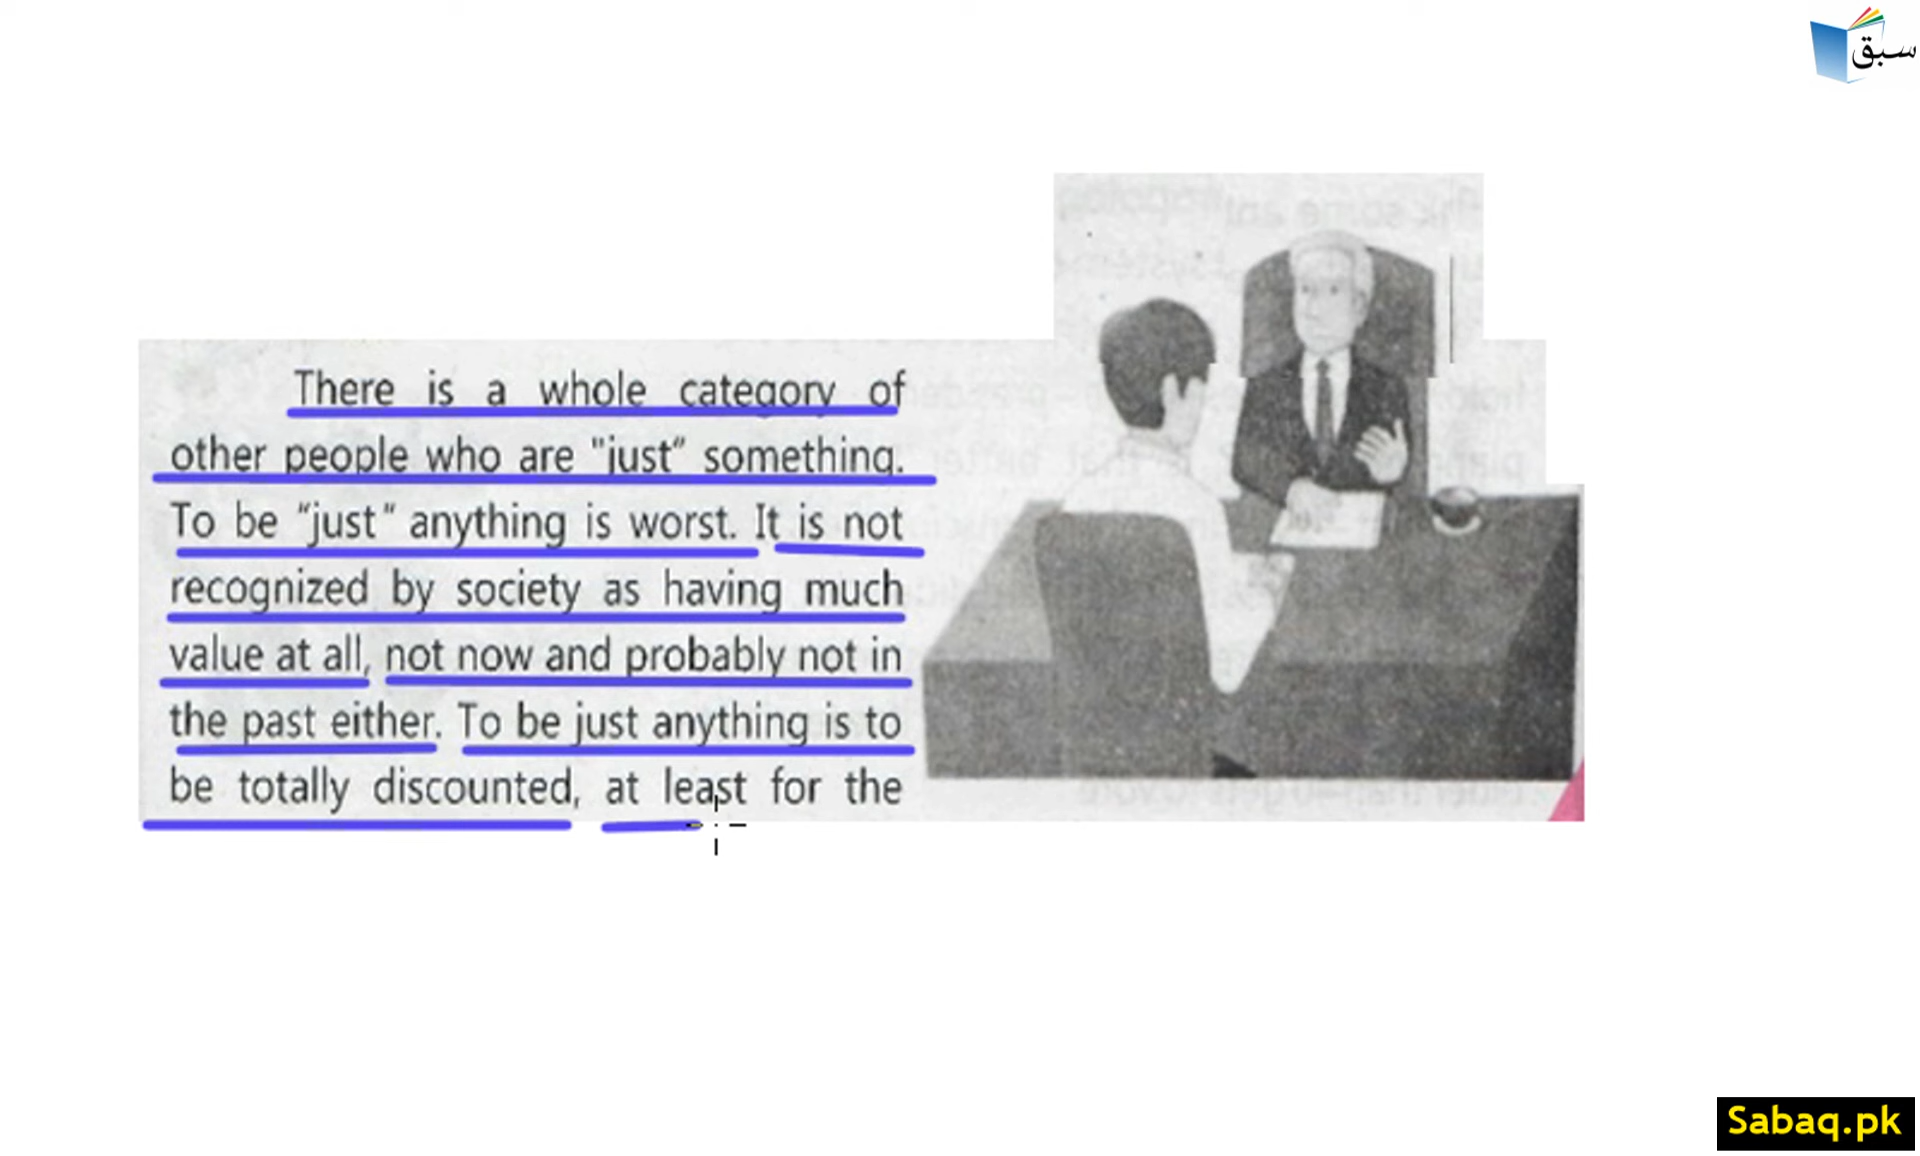 سبق
There is a whole category of
other people who are "just" something.
To be "just" anything is worst. It is not
recognized by society as having much
value at all, not now and probably not in
the past either. To be just anything is to
be totally discounted, at least for the
Sabaq.pk